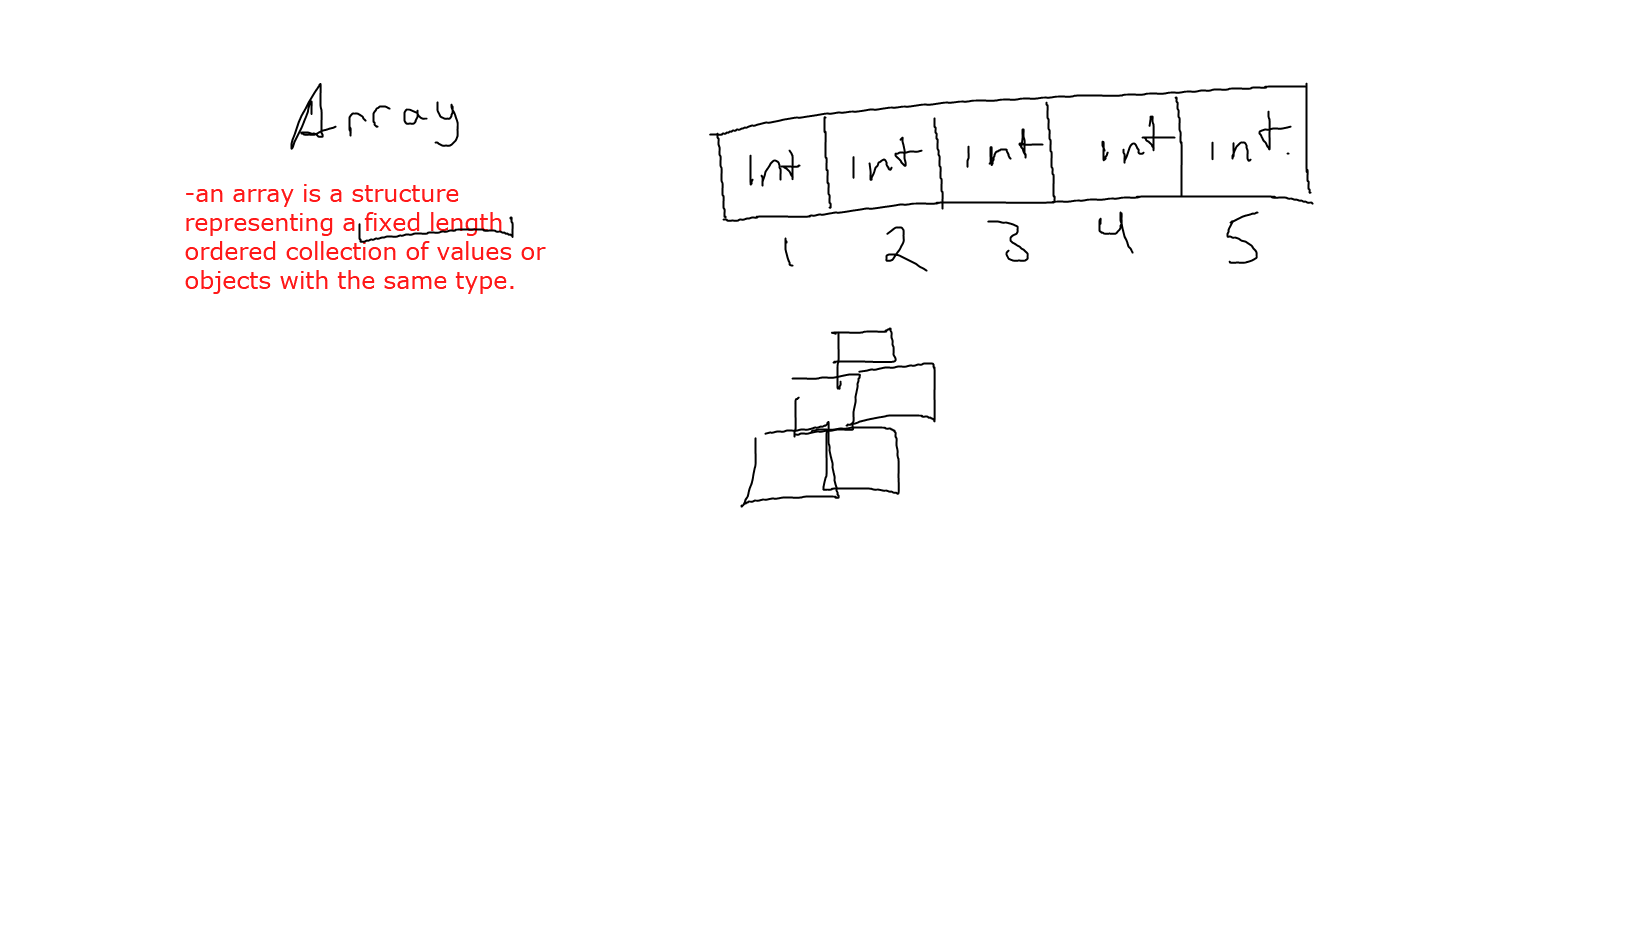 Array
-an array is a structure
representing a fixed length,
ordered collection of values or
objects with the same type.
int int int int int.
1 2 3 4 5